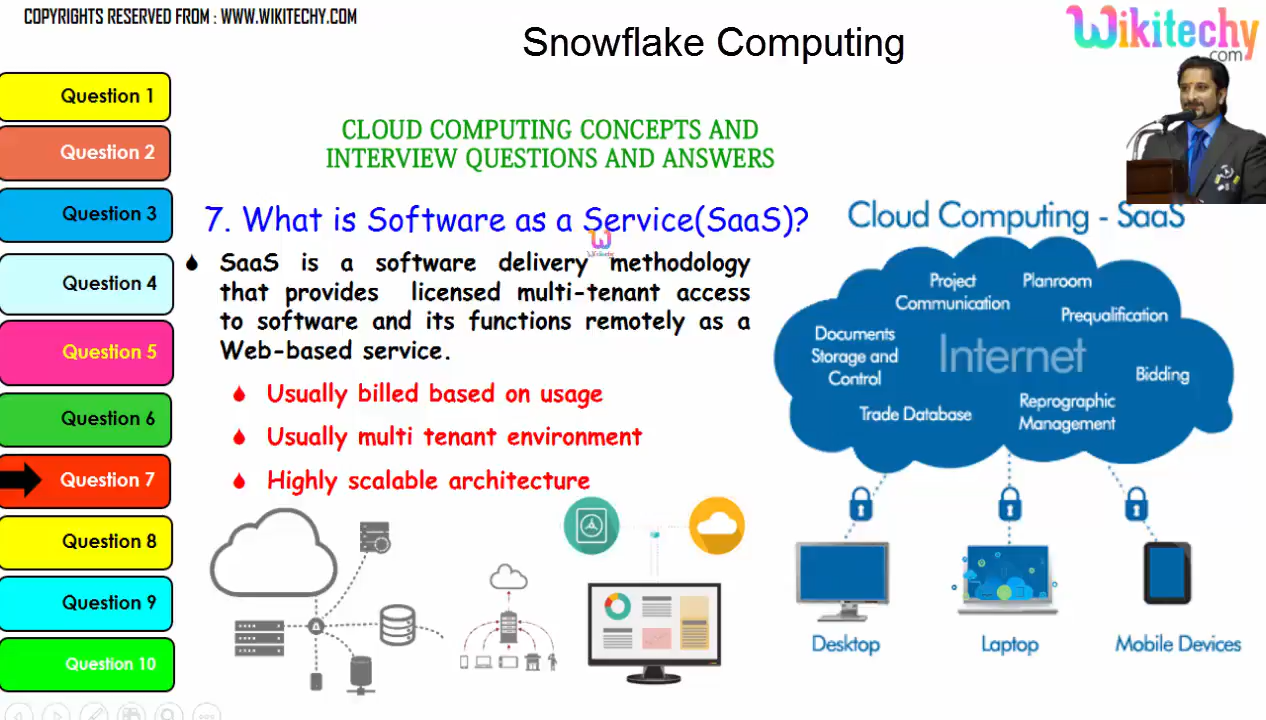 COPYRIGHTS RESERVED FROM : WWW.WIKITECHY.COM
Snowflake Computing
Wikitechy
.com
CLOUD COMPUTING CONCEPTS AND
INTERVIEW QUESTIONS AND ANSWERS
Question 1
Question 2
Question 3
Question 4
Question 5
Question 6
Question 7
Question 8
Question 9
Question 10
7. What is Software as a Service(SaaS)?
SaaS is a software delivery methodology
that provides licensed multi-tenant access
to software and its functions remotely as a
Web-based service.
Usually billed based on usage
Usually multi tenant environment
Highly scalable architecture
Cloud Computing - SaaS
Project
Communication
Planroom
Prequalification
Documents
Storage and
Control
Internet
Bidding
Trade Database
Reprographic
Management
Desktop
Laptop
Mobile Devices